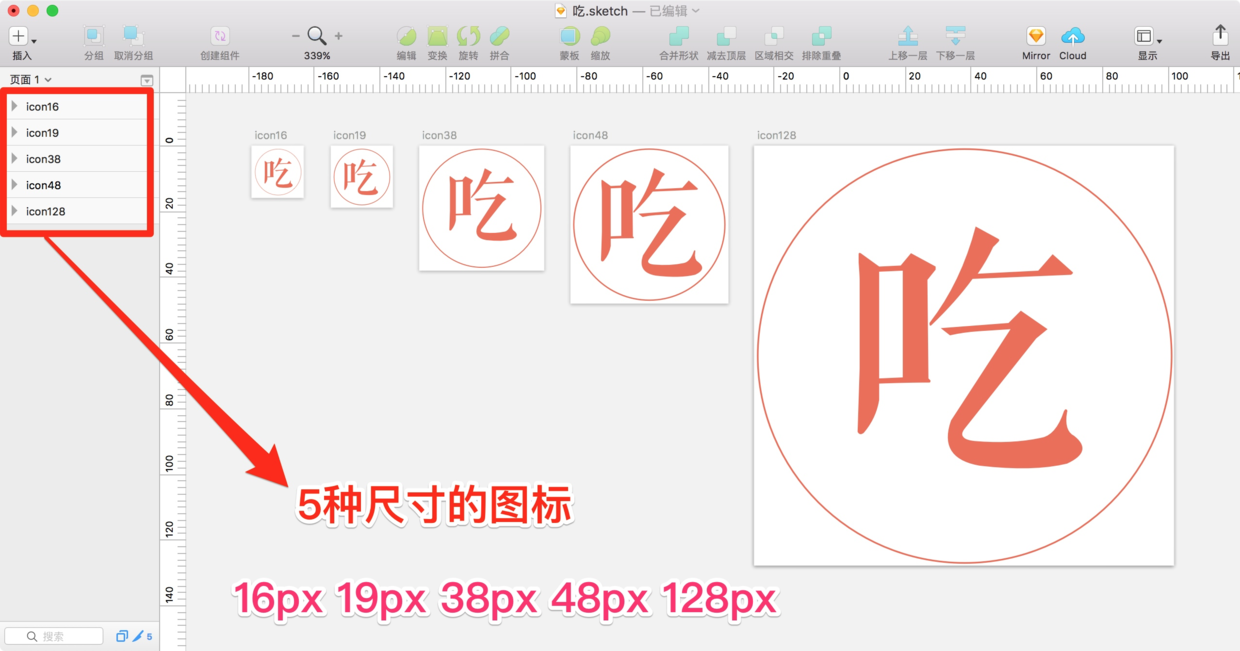 吃.sketch — 已编辑
插入 分组 取消分组 创建组件 339% 编辑 变换 旋转 拼合 蒙板 缩放 合并形状 减去顶层 区域相交 排除重叠 上移一层 下移一层 Mirror Cloud 显示 导出
页面 1
-180 -160 -140 -120 -100 -80 -60 -40 -20 0 20 40 60 80 100
icon16
icon19
icon38
icon48
icon128
0
20
40
60
80
100
120
140
icon16 icon19 icon38 icon48 icon128
吃 吃 吃 吃 吃
5种尺寸的图标
16px 19px 38px 48px 128px
搜索 5